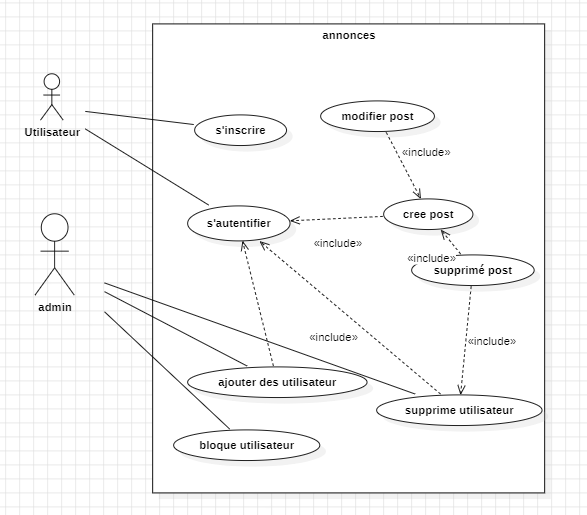 annonces
modifier post
s'inscrire
Utilisateur
«include»
cree post
s'autentifier
«include»
«include»
supprimé post
admin
«include»
«include»
ajouter des utilisateur
supprime utilisateur
bloque utilisateur